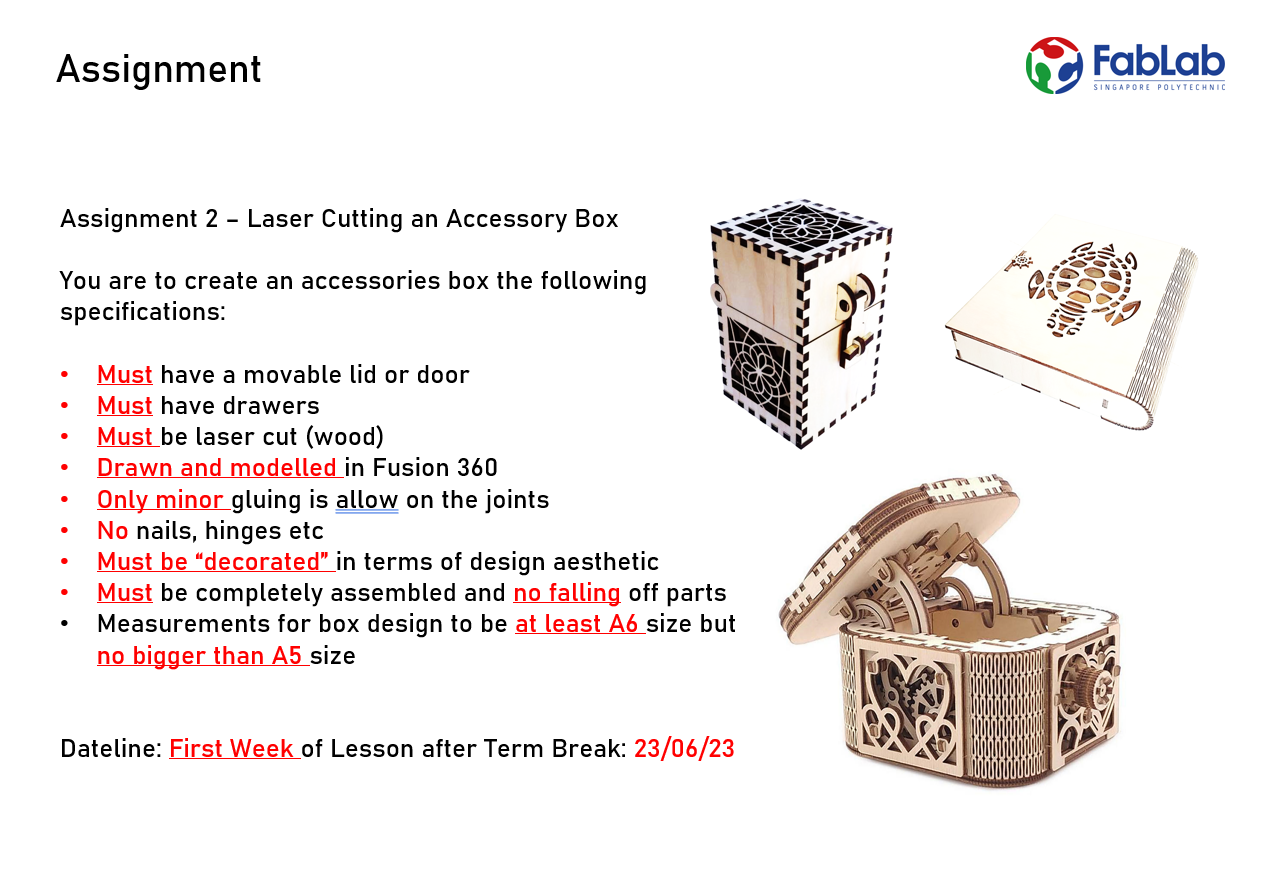 Assignment
FabLab
SINGAPORE POLYTECHNIC
Assignment 2 – Laser Cutting an Accessory Box
You are to create an accessories box the following
specifications:
• Must have a movable lid or door
• Must have drawers
• Must be laser cut (wood)
• Drawn and modelled in Fusion 360
• Only minor gluing is allow on the joints
• No nails, hinges etc
• Must be “decorated” in terms of design aesthetic
• Must be completely assembled and no falling off parts
• Measurements for box design to be at least A6 size but
no bigger than A5 size
Dateline: First Week of Lesson after Term Break: 23/06/23